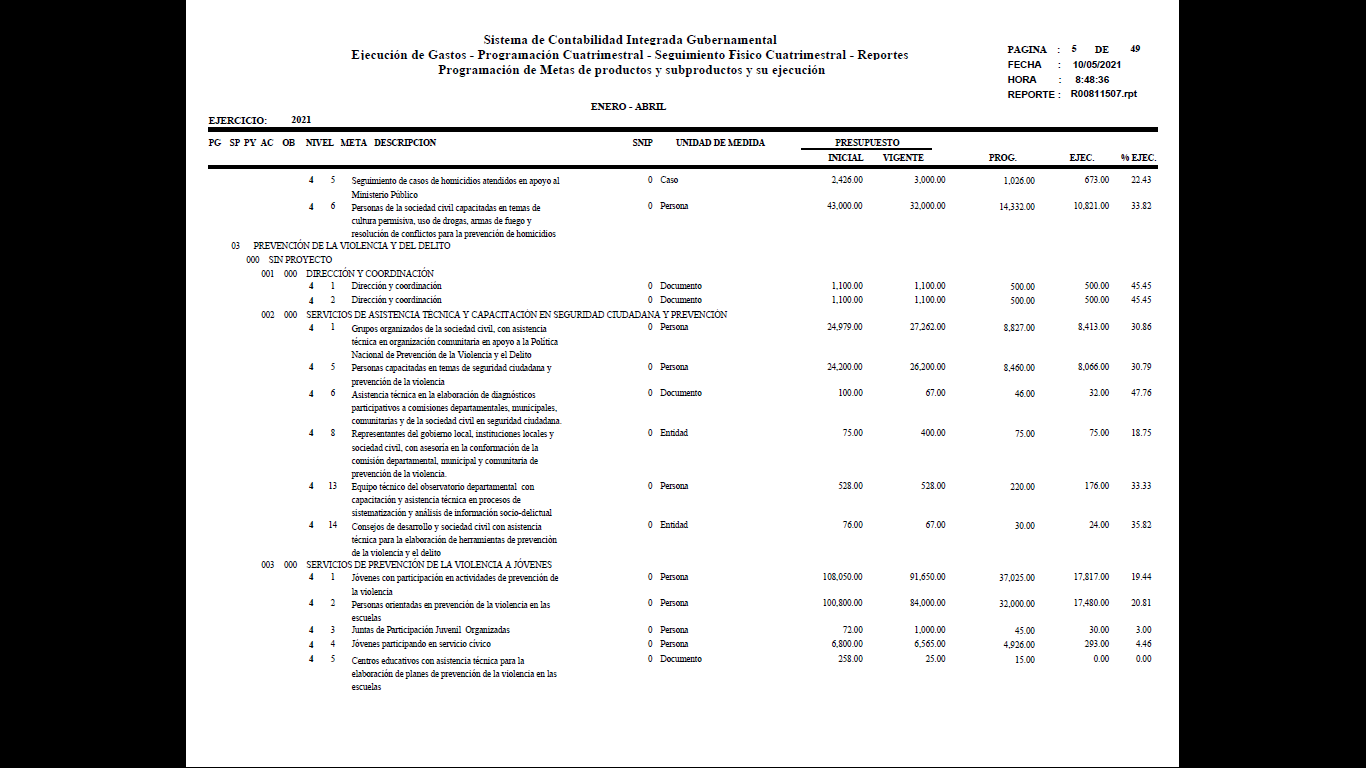 Sistema de Contabilidad Integrada Gubernamental
Ejecución de Gastos - Programación Cuatrimestral - Seguimiento Físico Cuatrimestral - Reportes
Programación de Metas de productos y subproductos y su ejecución
PAGINA : 5 DE 49
FECHA : 10/05/2021
HORA : 8:48:36
REPORTE : R00811507.rpt
ENERO - ABRIL
EJERCICIO: 2021
PG SP PY AC OB NIVEL META DESCRIPCION SNIP UNIDAD DE MEDIDA PRESUPUESTO
INICIAL VIGENTE PROG. EJEC. % EJEC.
4 5 Seguimiento de casos de homicidios atendidos en apoyo al 0 Caso 2,426.00 3,000.00 1,026.00 673.00 22.43
Ministerio Público
4 6 Personas de la sociedad civil capacitadas en temas de 0 Persona 43,000.00 32,000.00 14,332.00 10,821.00 33.82
cultura permisiva, uso de drogas, armas de fuego y
resolución de conflictos para la prevención de homicidios
03 PREVENCIÓN DE LA VIOLENCIA Y DEL DELITO
000 SIN PROYECTO
001 000 DIRECCIÓN Y COORDINACIÓN
4 1 Dirección y coordinación 0 Documento 1,100.00 1,100.00 500.00 500.00 45.45
4 2 Dirección y coordinación 0 Documento 1,100.00 1,100.00 500.00 500.00 45.45
002 000 SERVICIOS DE ASISTENCIA TÉCNICA Y CAPACITACIÓN EN SEGURIDAD CIUDADANA Y PREVENCIÓN
4 1 Grupos organizados de la sociedad civil, con asistencia 0 Persona 24,979.00 27,262.00 8,827.00 8,413.00 30.86
técnica en organización comunitaria en apoyo a la Política
Nacional de Prevención de la Violencia y el Delito
4 5 Personas capacitadas en temas de seguridad ciudadana y 0 Persona 24,200.00 26,200.00 8,460.00 8,066.00 30.79
prevención de la violencia
4 6 Asistencia técnica en la elaboración de diagnósticos 0 Documento 100.00 67.00 46.00 32.00 47.76
participativos a comisiones departamentales, municipales,
comunitarias y de la sociedad civil en seguridad ciudadana.
4 8 Representantes del gobierno local, instituciones locales y 0 Entidad 75.00 400.00 75.00 75.00 18.75
sociedad civil, con asesoría en la conformación de la
comisión departamental, municipal y comunitaria de
prevención de la violencia.
4 13 Equipo técnico del observatorio departamental con 0 Persona 528.00 528.00 220.00 176.00 33.33
capacitación y asistencia técnica en procesos de
sistematización y análisis de información socio-delictual
4 14 Consejos de desarrollo y sociedad civil con asistencia 0 Entidad 76.00 67.00 30.00 24.00 35.82
técnica para la elaboración de herramientas de prevención
de la violencia y el delito
003 000 SERVICIOS DE PREVENCIÓN DE LA VIOLENCIA A JÓVENES
4 1 Jóvenes con participación en actividades de prevención de 0 Persona 108,050.00 91,650.00 37,025.00 17,817.00 19.44
la violencia
4 2 Personas orientadas en prevención de la violencia en las 0 Persona 100,800.00 84,000.00 32,000.00 17,480.00 20.81
escuelas
4 3 Juntas de Participación Juvenil Organizadas 0 Persona 72.00 1,000.00 45.00 30.00 3.00
4 4 Jóvenes participando en servicio cívico 0 Persona 6,800.00 6,565.00 4,926.00 293.00 4.46
4 5 Centros educativos con asistencia técnica para la 0 Documento 258.00 25.00 15.00 0.00 0.00
elaboración de planes de prevención de la violencia en las
escuelas